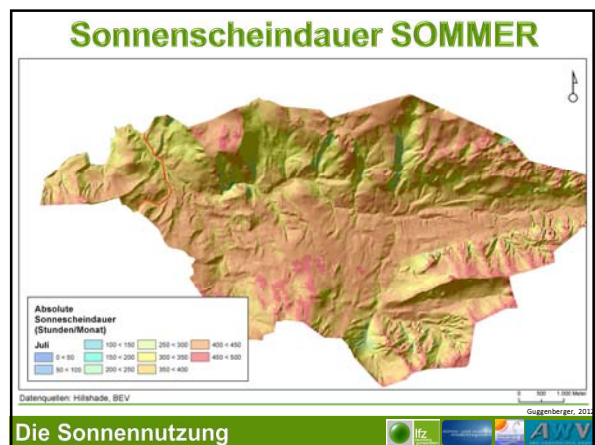 Sonnenscheindauer SOMMER
Absolute
Sonnescheindauer
(Stunden/Monat)
Juli
0 < 50
50 < 100
100 < 150
150 < 200
200 < 250
250 < 300
300 < 350
350 < 400
400 < 450
450 < 500
Datenquellen: Hillshade, BEV
0 500 1.000 Meter
Guggenberger, 2012
Die Sonnennutzung
lfz
AWV